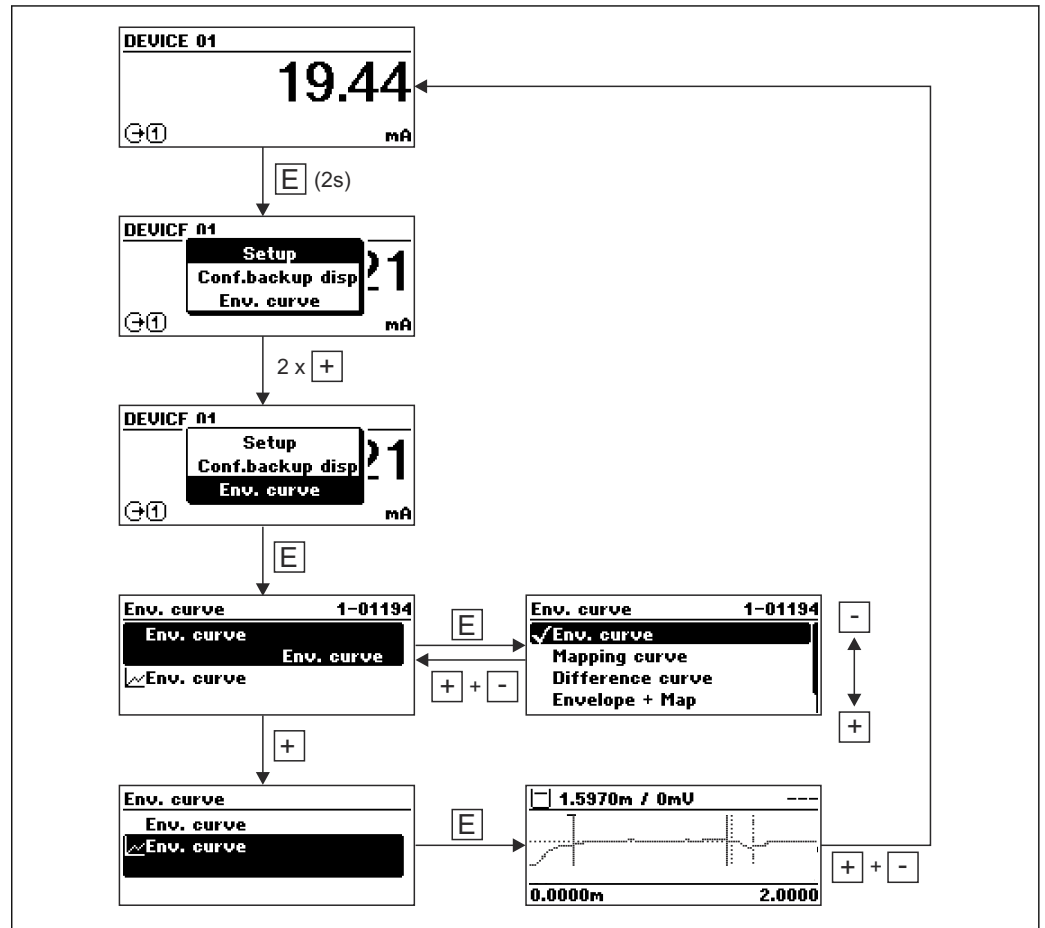 DEVICE 01
19.44
1
mA
E (2s)
DEVICE 01
Setup
Conf.backup disp
Env. curve
21
1
mA
2 x +
DEVICE 01
Setup
Conf.backup disp
Env. curve
21
1
mA
E
Env. curve 1-01194
Env. curve
Env. curve
Env. curve
E
+ + -
Env. curve 1-01194
✓Env. curve
Mapping curve
Difference curve
Envelope + Map
-
+
+
Env. curve
Env. curve
Env. curve
E
1.5970m / 0mV ---
0.0000m 2.0000
+ + -